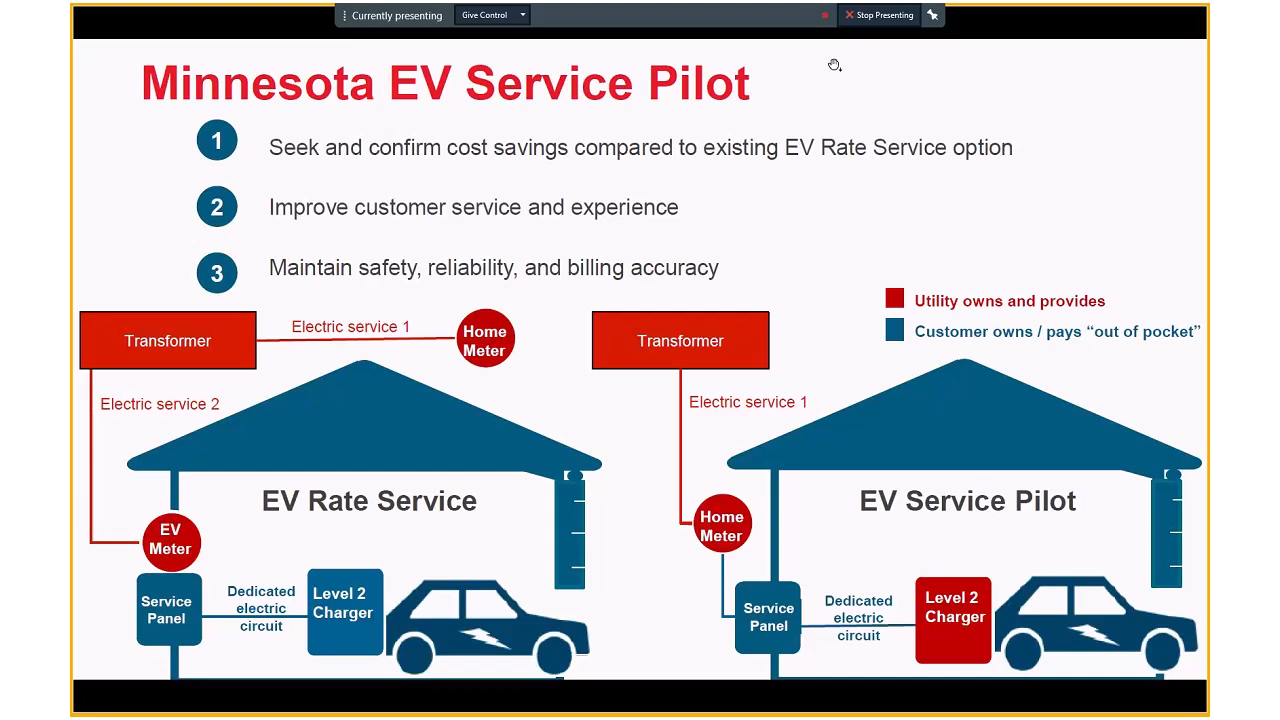 Currently presenting
Give Control
Stop Presenting
Minnesota EV Service Pilot
1
Seek and confirm cost savings compared to existing EV Rate Service option
2
Improve customer service and experience
3
Maintain safety, reliability, and billing accuracy
Utility owns and provides
Customer owns / pays “out of pocket”
Transformer
Electric service 1
Home
Meter
Electric service 2
EV Rate Service
EV
Meter
Service
Panel
Dedicated
electric
circuit
Level 2
Charger
Transformer
Electric service 1
EV Service Pilot
Home
Meter
Service
Panel
Dedicated
electric
circuit
Level 2
Charger